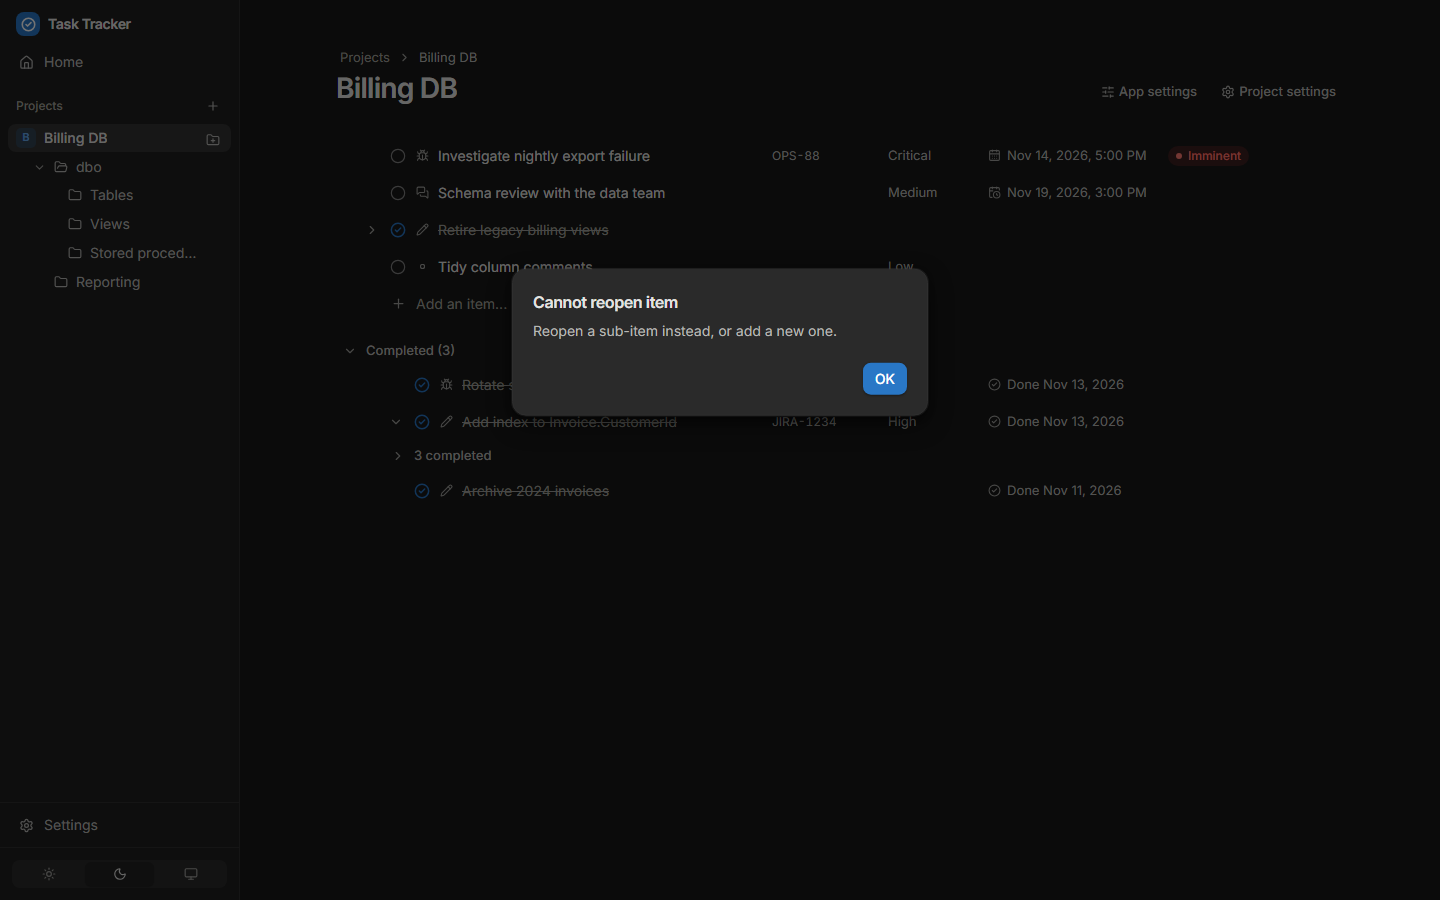 Task Tracker
Home
Projects
B Billing DB
dbo
Tables
Views
Stored proced...
Reporting
Settings
Projects > Billing DB
Billing DB
App settings
Project settings
Investigate nightly export failure OPS-88 Critical Nov 14, 2026, 5:00 PM Imminent
Schema review with the data team Medium Nov 19, 2026, 3:00 PM
Retire legacy billing views
Tidy column comments Low
Add an item...
Cannot reopen item
Reopen a sub-item instead, or add a new one.
OK
Completed (3)
Rotate Done Nov 13, 2026
Add index to Invoice.CustomerId JIRA-1234 High Done Nov 13, 2026
3 completed
Archive 2024 invoices Done Nov 11, 2026